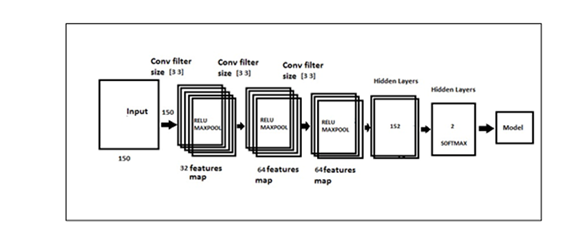 Conv filter
size [3 3]
Conv filter
size [3 3]
Conv filter
size [3 3]
Hidden Layers
Hidden Layers
Input
150
RELU
MAXPOOL
RELU
MAXPOOL
RELU
MAXPOOL
152
2
SOFTMAX
Model
150
32 features
map
64 features
map
64 features
map